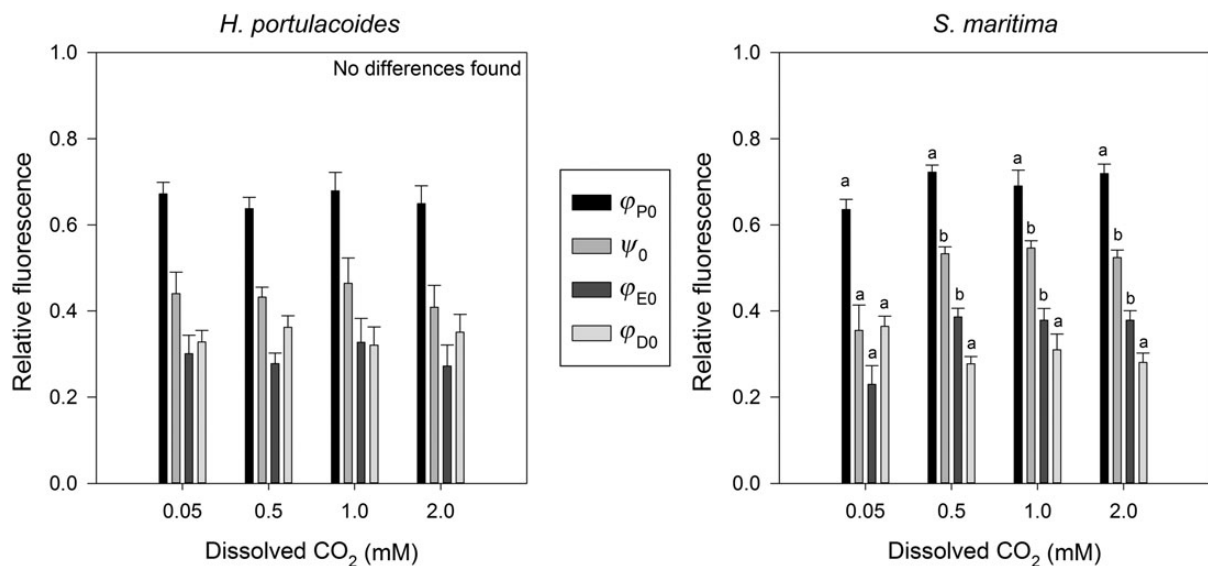 H. portulacoides
No differences found
1.0
0.8
0.6
0.4
0.2
0.0
Relative fluorescence
0.05 0.5 1.0 2.0
Dissolved CO₂ (mM)
φP0
ψ0
φE0
φD0
S. maritima
1.0
0.8
0.6
0.4
0.2
0.0
Relative fluorescence
a a a a
a b b a
a b b a
a b b a
0.05 0.5 1.0 2.0
Dissolved CO₂ (mM)